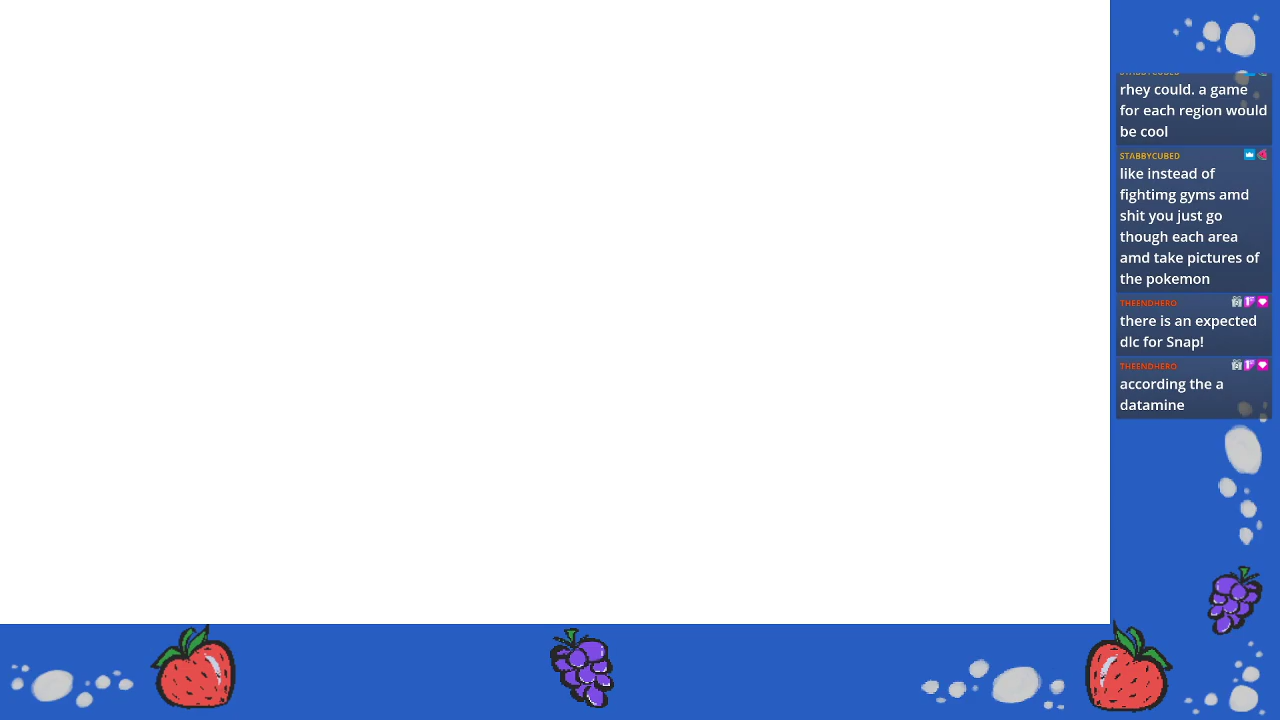 STABBYCUBED
rhey could. a game
for each region would
be cool
STABBYCUBED
like instead of
fightimg gyms amd
shit you just go
though each area
amd take pictures of
the pokemon
THEENDHERO
there is an expected
dlc for Snap!
THEENDHERO
according the a
datamine